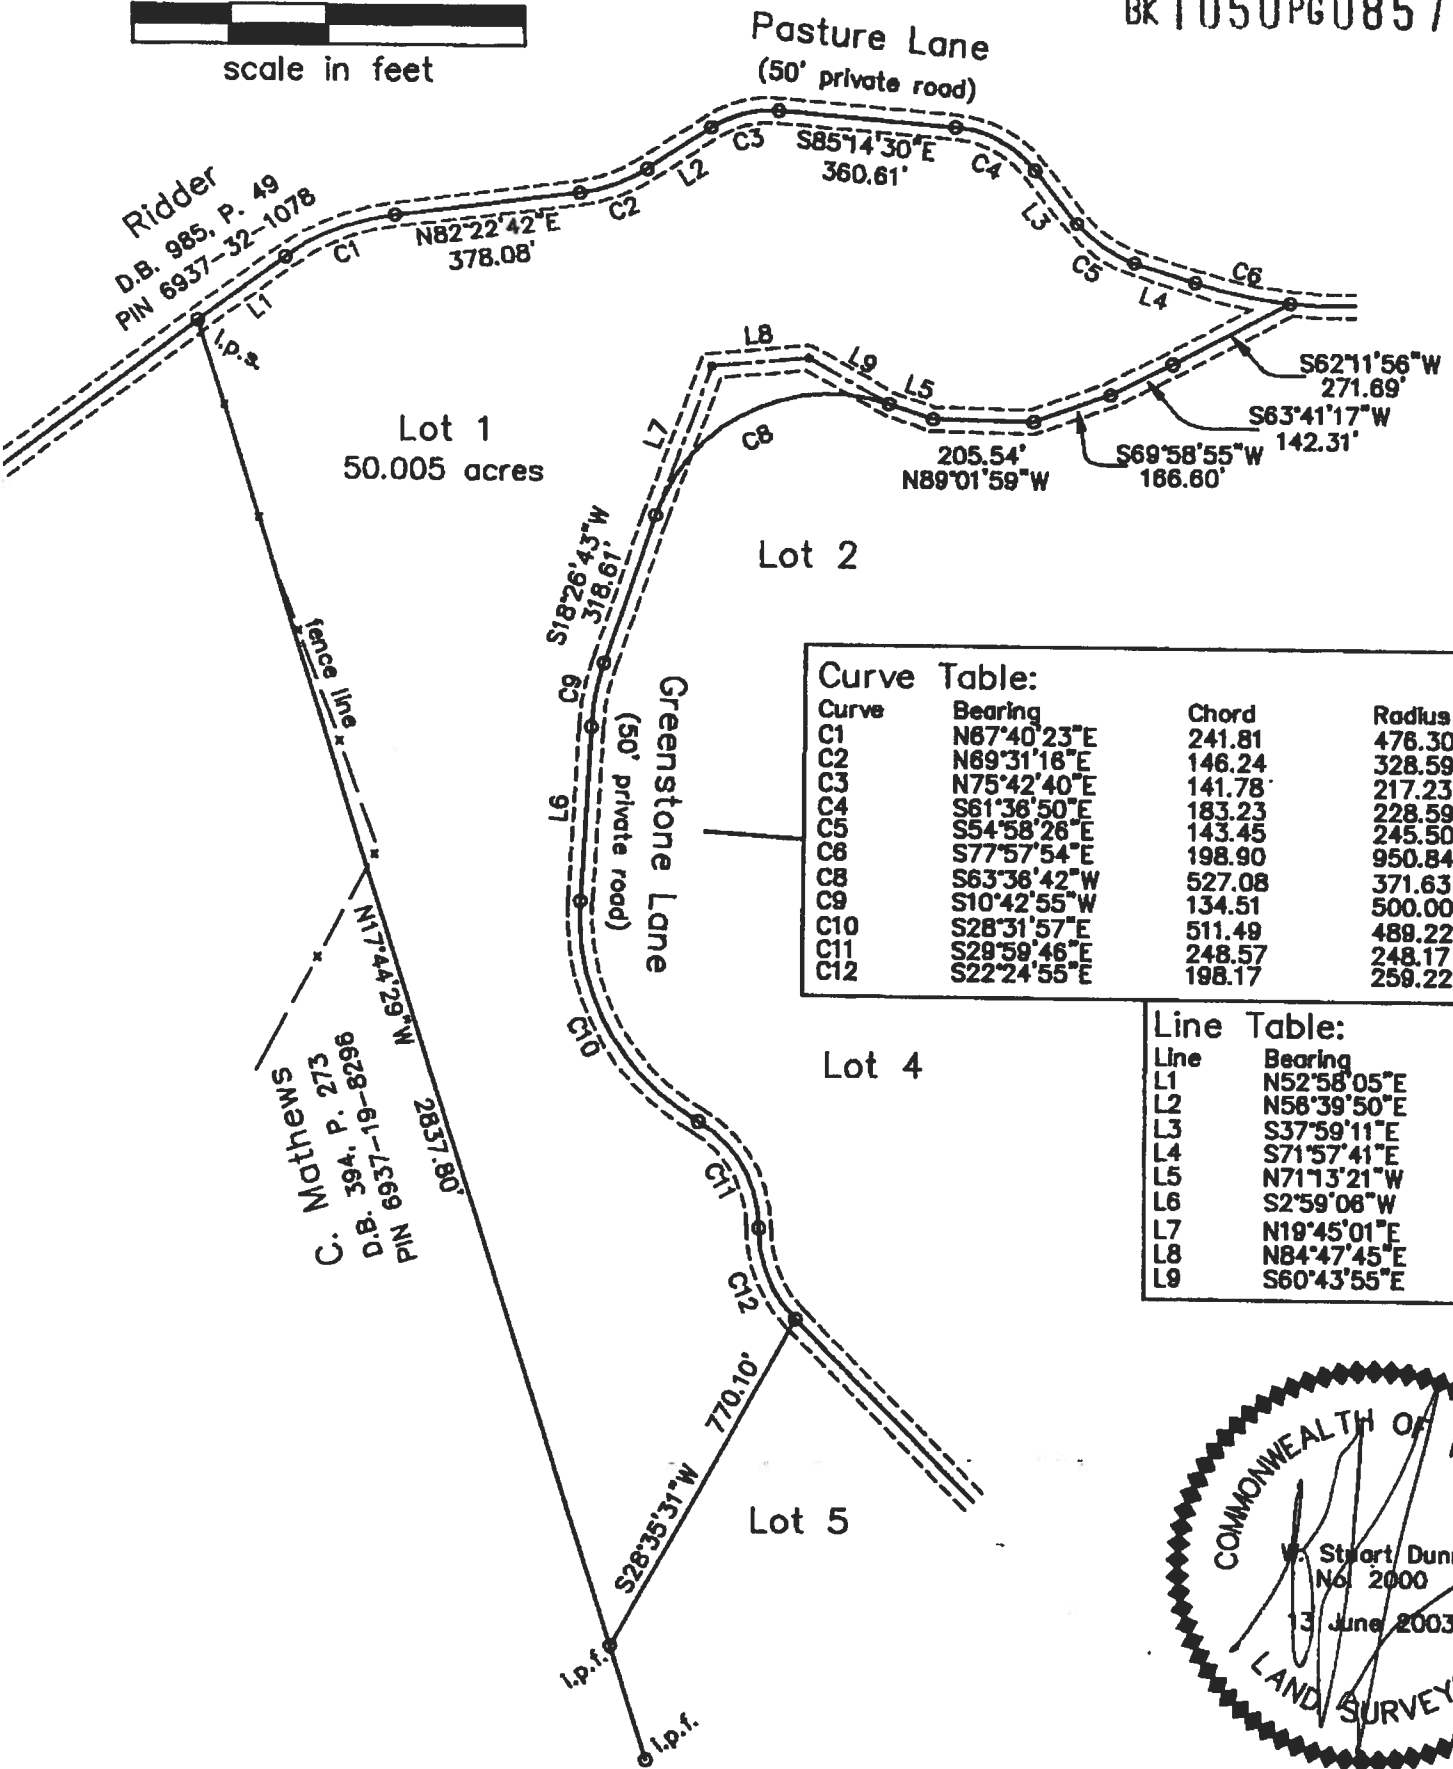 BK 1050 PG 0857
scale in feet
Pasture Lane
(50' private road)
Ridder
D.B. 985, P. 49
PIN 6937-32-1078
L1
C1
N82°22'42"E
378.08'
C2
L2
C3
S85°14'30"E
360.61'
C4
L3
C5
L4
C6
i.p.s.
L8
L9
L5
L7
C8
S62°11'56"W
271.69'
S63°41'17"W
142.31'
S69°58'55"W
166.60'
205.54'
N89°01'59"W
Lot 1
50.005 acres
Lot 2
S18°26'43"W
318.61'
fence line
C9
Greenstone Lane
(50' private road)
L6
Curve Table:
Curve Bearing Chord Radius
C1 N67°40'23"E 241.81 476.30
C2 N69°31'16"E 146.24 328.59
C3 N75°42'40"E 141.78 217.23
C4 S61°36'50"E 183.23 228.59
C5 S54°58'26"E 143.45 245.50
C6 S77°57'54"E 198.90 950.84
C8 S63°36'42"W 527.08 371.63
C9 S10°42'55"W 134.51 500.00
C10 S28°31'57"E 511.49 489.22
C11 S29°59'46"E 248.57 248.17
C12 S22°24'55"E 198.17 259.22
Line Table:
Line Bearing
L1 N52°58'05"E
L2 N56°39'50"E
L3 S37°59'11"E
L4 S71°57'41"E
L5 N71°13'21"W
L6 S2°59'06"W
L7 N19°45'01"E
L8 N84°47'45"E
L9 S60°43'55"E
N17°44'29"W
2837.80'
C. Mathews
D.B. 394, P. 273
PIN 6937-19-8296
C10
Lot 4
C11
C12
770.10'
S28°35'31"W
Lot 5
i.p.f.
i.p.f.
COMMONWEALTH OF
W. Stuart Dunn
No. 2000
13 June 2003
LAND SURVEY